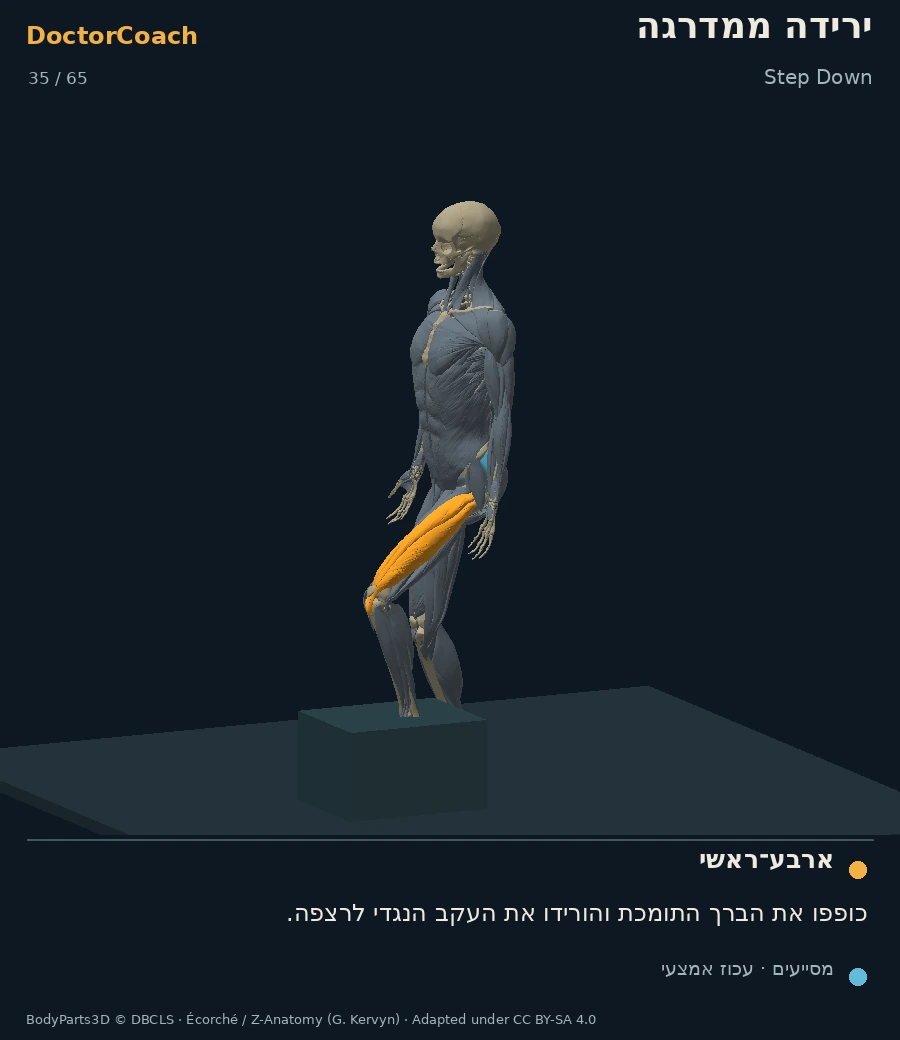 DoctorCoach
ירידה ממדרגה
35 / 65
Step Down
ארבע־ראשי
כופפו את הברך התומכת והורידו את העקב הנגדי לרצפה.
מסייעים · עכוז אמצעי
BodyParts3D © DBCLS · Écorché / Z-Anatomy (G. Kervyn) · Adapted under CC BY-SA 4.0